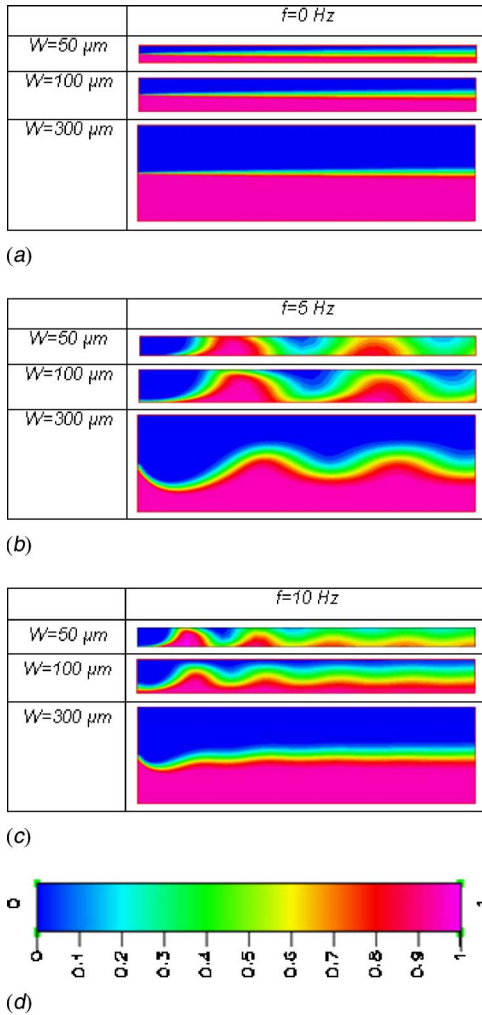 f=0 Hz
W=50 µm
W=100 µm
W=300 µm
(a)
f=5 Hz
W=50 µm
W=100 µm
W=300 µm
(b)
f=10 Hz
W=50 µm
W=100 µm
W=300 µm
(c)
0 1
0 0.1 0.2 0.3 0.4 0.5 0.6 0.7 0.8 0.9 1
(d)